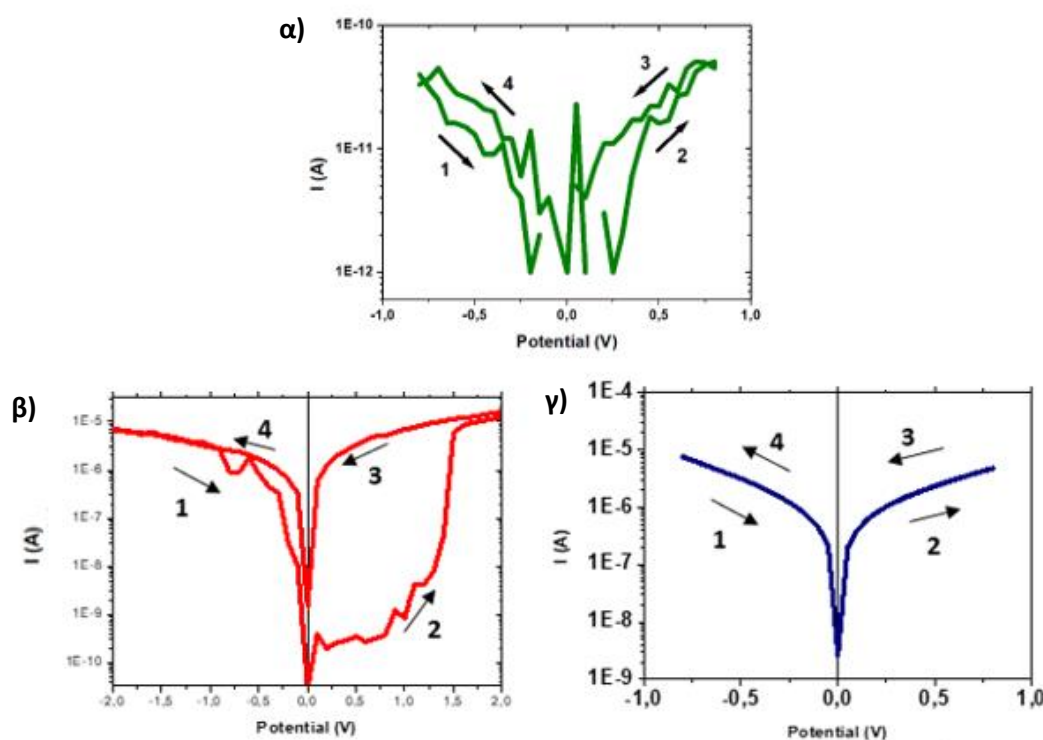 α)
1E-10
1E-11
1E-12
I (A)
-1,0
-0,5
0,0
0,5
1,0
Potential (V)
1
2
3
4
β)
1E-5
1E-6
1E-7
1E-8
1E-9
1E-10
I (A)
-2,0
-1,5
-1,0
-0,5
0,0
0,5
1,0
1,5
2,0
Potential (V)
1
2
3
4
γ)
1E-4
1E-5
1E-6
1E-7
1E-8
1E-9
I (A)
-1,0
-0,5
0,0
0,5
1,0
Potential (V)
1
2
3
4